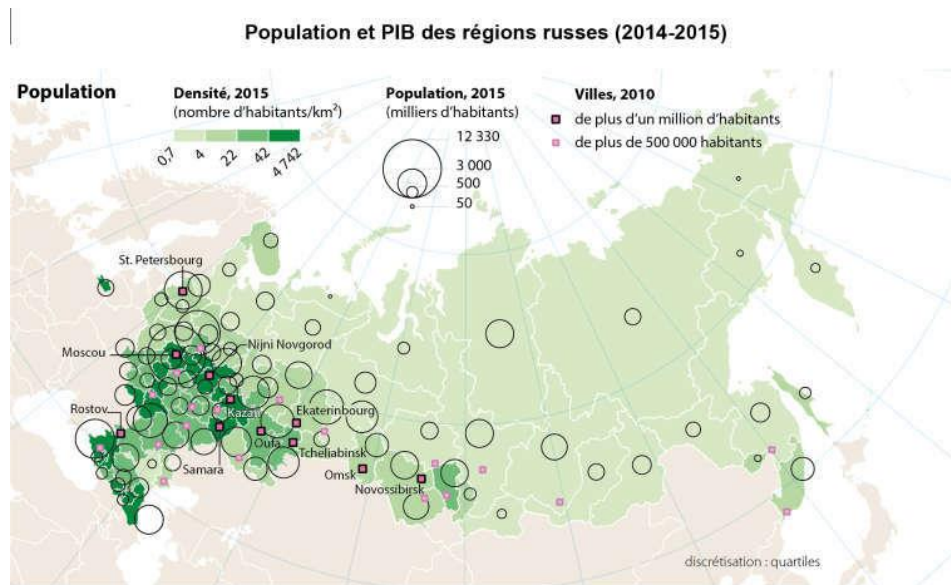 Population et PIB des régions russes (2014-2015)
Population
Densité, 2015
(nombre d'habitants/km²)
0,7
4
22
42
4 742
Population, 2015
(milliers d'habitants)
12 330
3 000
500
50
Villes, 2010
de plus d'un million d'habitants
de plus de 500 000 habitants
St. Petersbourg
Nijni Novgorod
Moscou
Rostov
Kazan
Ekaterinbourg
Oufa
Tcheliabinsk
Samara
Omsk
Novossibirsk
discrétisation : quartiles